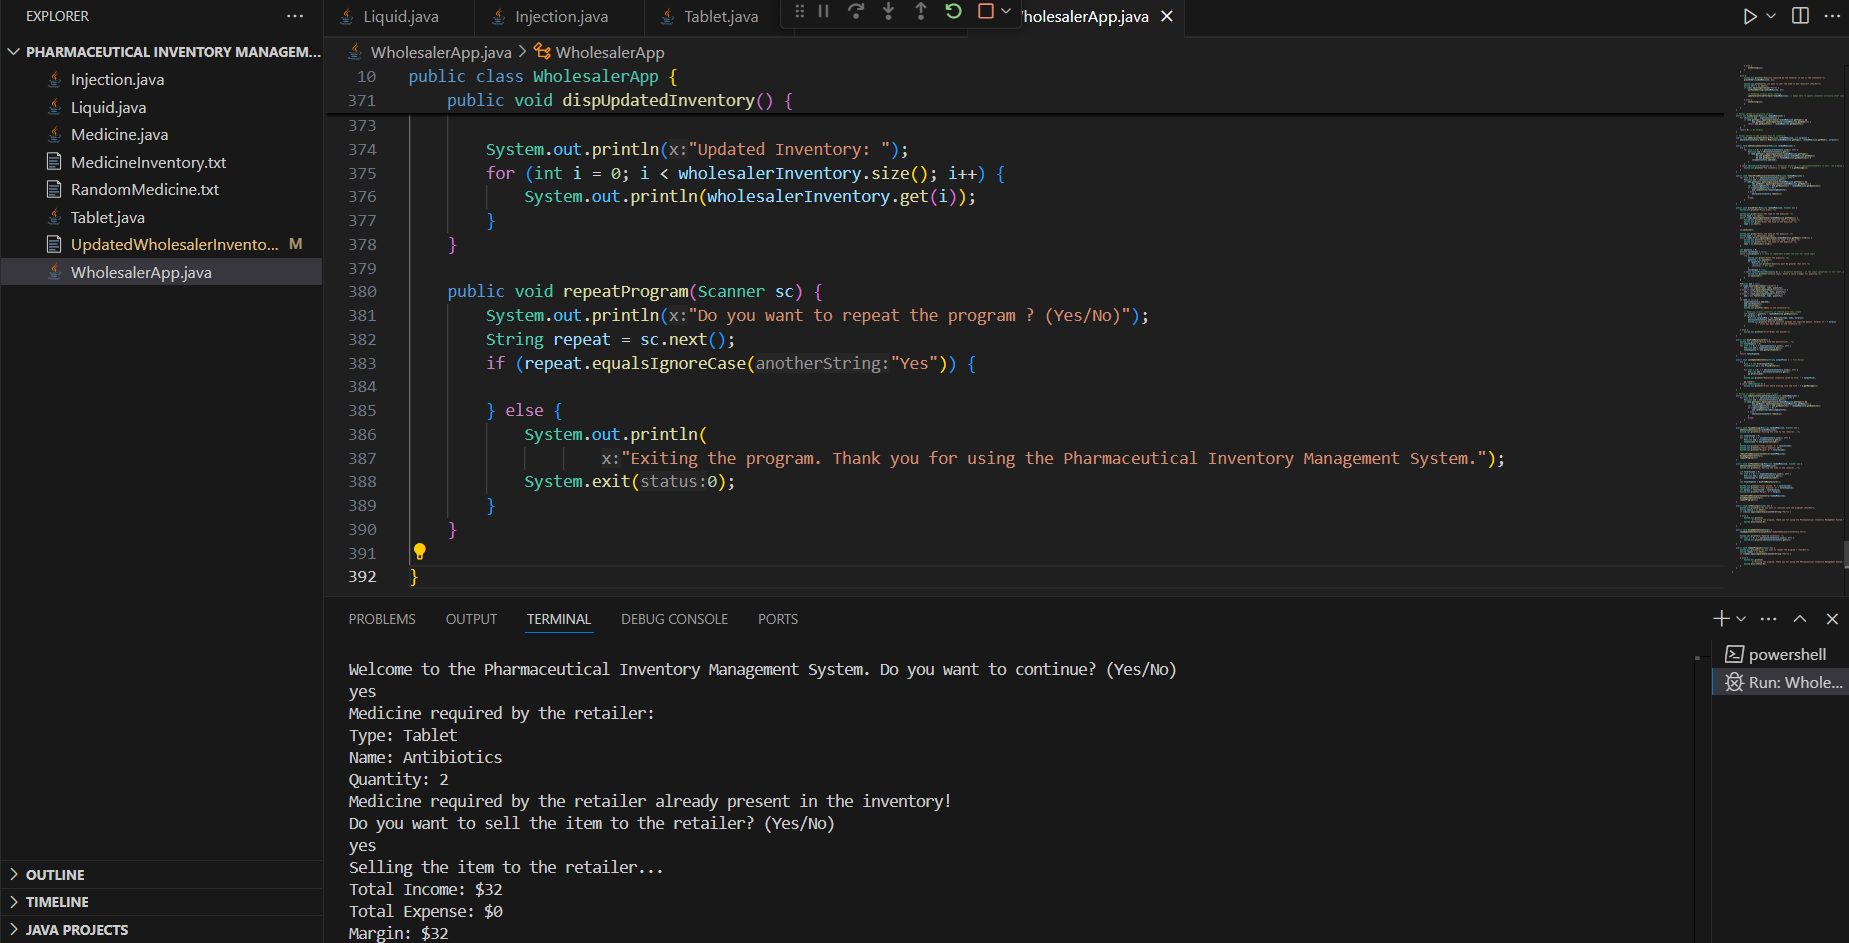 EXPLORER
PHARMACEUTICAL INVENTORY MANAGEM...
Injection.java
Liquid.java
Medicine.java
MedicineInventory.txt
RandomMedicine.txt
Tablet.java
UpdatedWholesalerInvento... M
WholesalerApp.java
OUTLINE
TIMELINE
JAVA PROJECTS
Liquid.java
Injection.java
Tablet.java
holesalerApp.java
WholesalerApp.java > WholesalerApp
10 public class WholesalerApp {
371 public void dispUpdatedInventory() {
373
374 System.out.println(x:"Updated Inventory: ");
375 for (int i = 0; i < wholesalerInventory.size(); i++) {
376 System.out.println(wholesalerInventory.get(i));
377 }
378 }
379
380 public void repeatProgram(Scanner sc) {
381 System.out.println(x:"Do you want to repeat the program ? (Yes/No)");
382 String repeat = sc.next();
383 if (repeat.equalsIgnoreCase(anotherString:"Yes")) {
384
385 } else {
386 System.out.println(
387 x:"Exiting the program. Thank you for using the Pharmaceutical Inventory Management System.");
388 System.exit(status:0);
389 }
390 }
391
392 }
PROBLEMS OUTPUT TERMINAL DEBUG CONSOLE PORTS
Welcome to the Pharmaceutical Inventory Management System. Do you want to continue? (Yes/No)
yes
Medicine required by the retailer:
Type: Tablet
Name: Antibiotics
Quantity: 2
Medicine required by the retailer already present in the inventory!
Do you want to sell the item to the retailer? (Yes/No)
yes
Selling the item to the retailer...
Total Income: $32
Total Expense: $0
Margin: $32
powershell
Run: Whole...